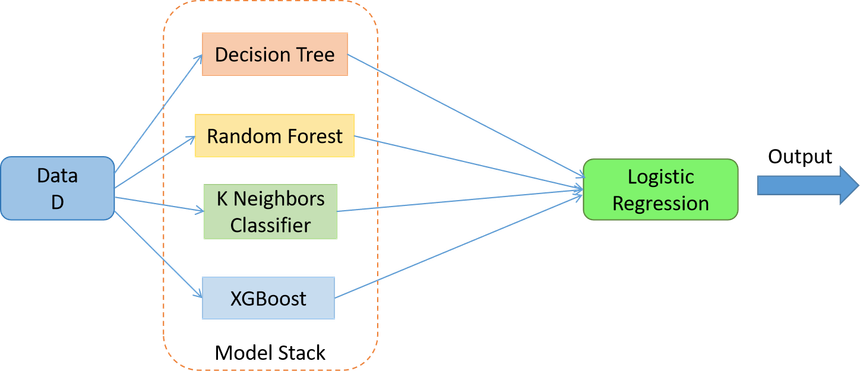 Data
D
Decision Tree
Random Forest
K Neighbors
Classifier
XGBoost
Model Stack
Logistic
Regression
Output